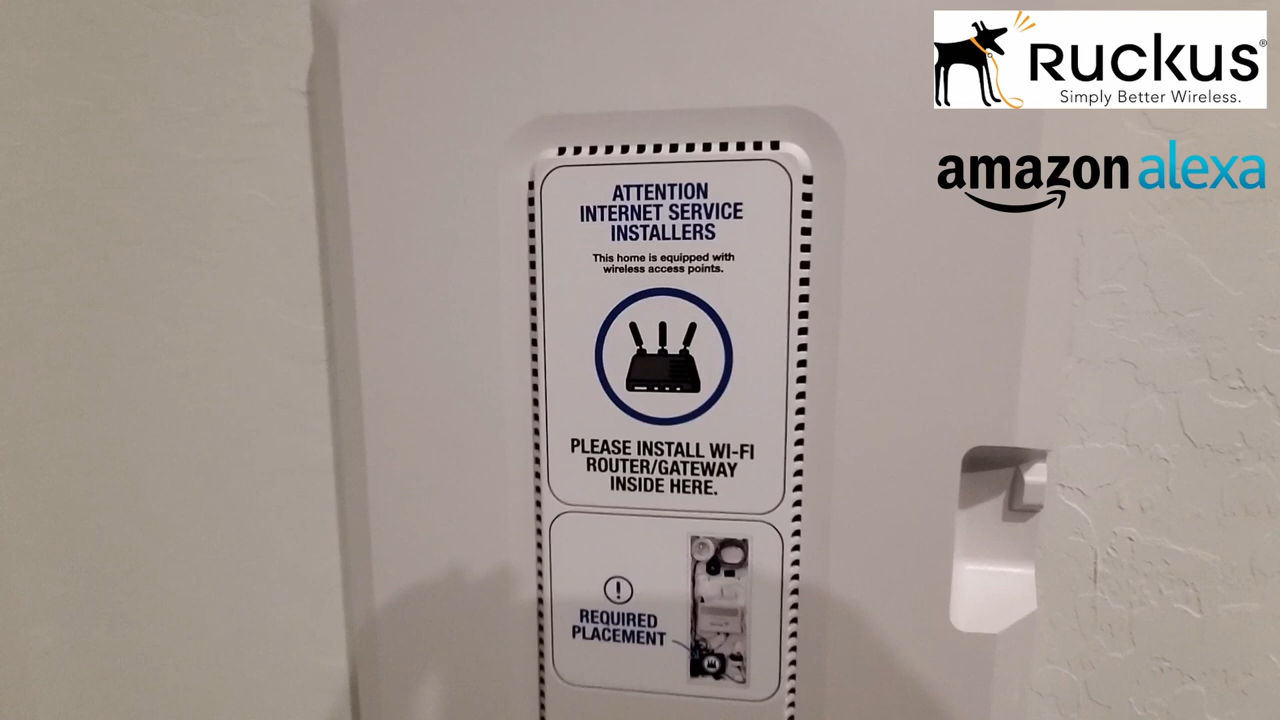 RUCKUS®
Simply Better Wireless.
amazon alexa
ATTENTION
INTERNET SERVICE
INSTALLERS
This home is equipped with
wireless access points.
PLEASE INSTALL WI-FI
ROUTER/GATEWAY
INSIDE HERE.
!
REQUIRED
PLACEMENT